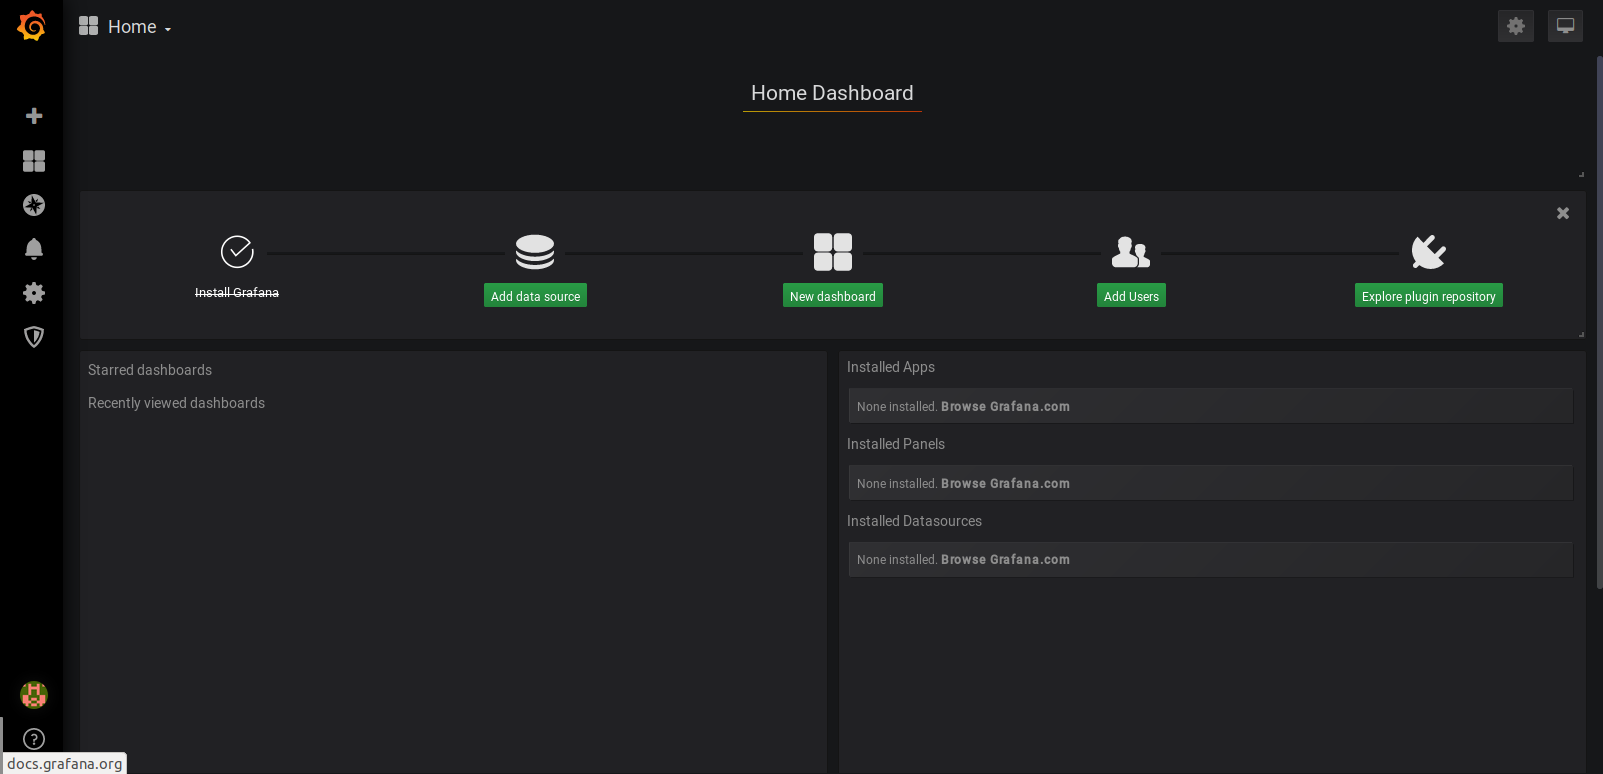 Home
Home Dashboard
Install Grafana
Add data source
New dashboard
Add Users
Explore plugin repository
Starred dashboards
Recently viewed dashboards
Installed Apps
None installed. Browse Grafana.com
Installed Panels
None installed. Browse Grafana.com
Installed Datasources
None installed. Browse Grafana.com
?
docs.grafana.org